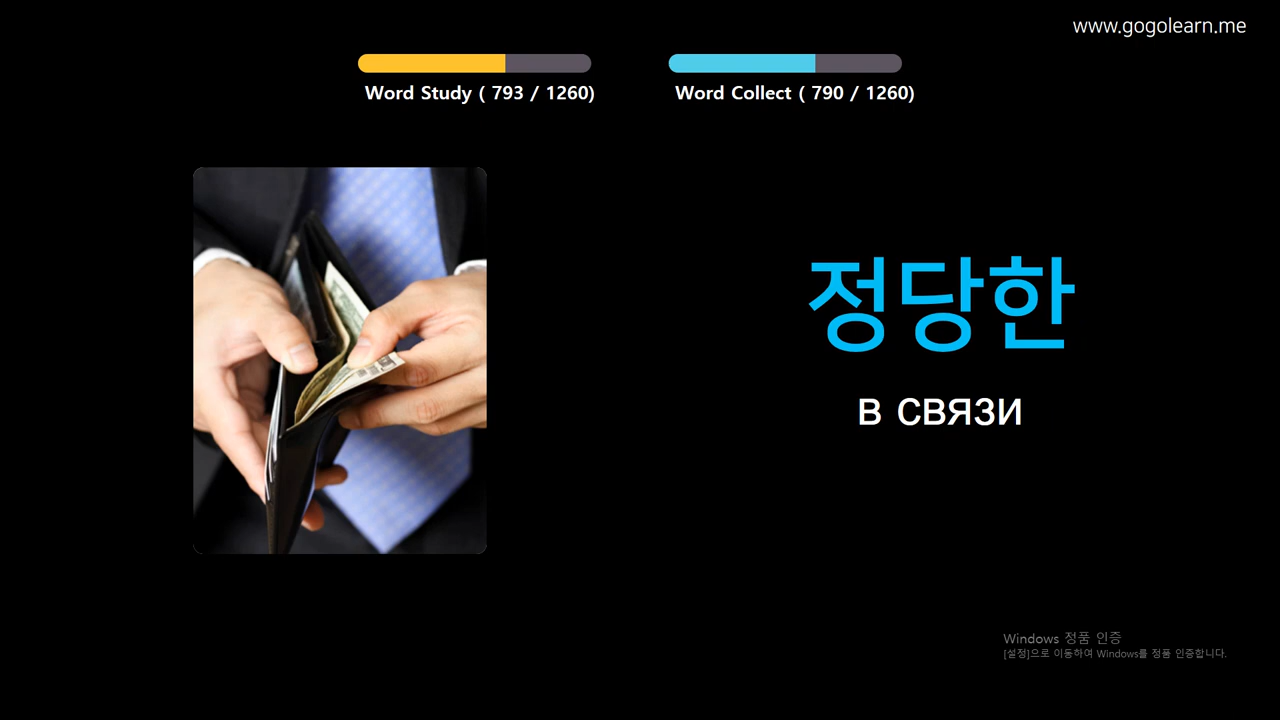 www.gogolearn.me
Word Study ( 793 / 1260)
Word Collect ( 790 / 1260)
정당한
в связи
Windows 정품 인증
[설정]으로 이동하여 Windows를 정품 인증합니다.